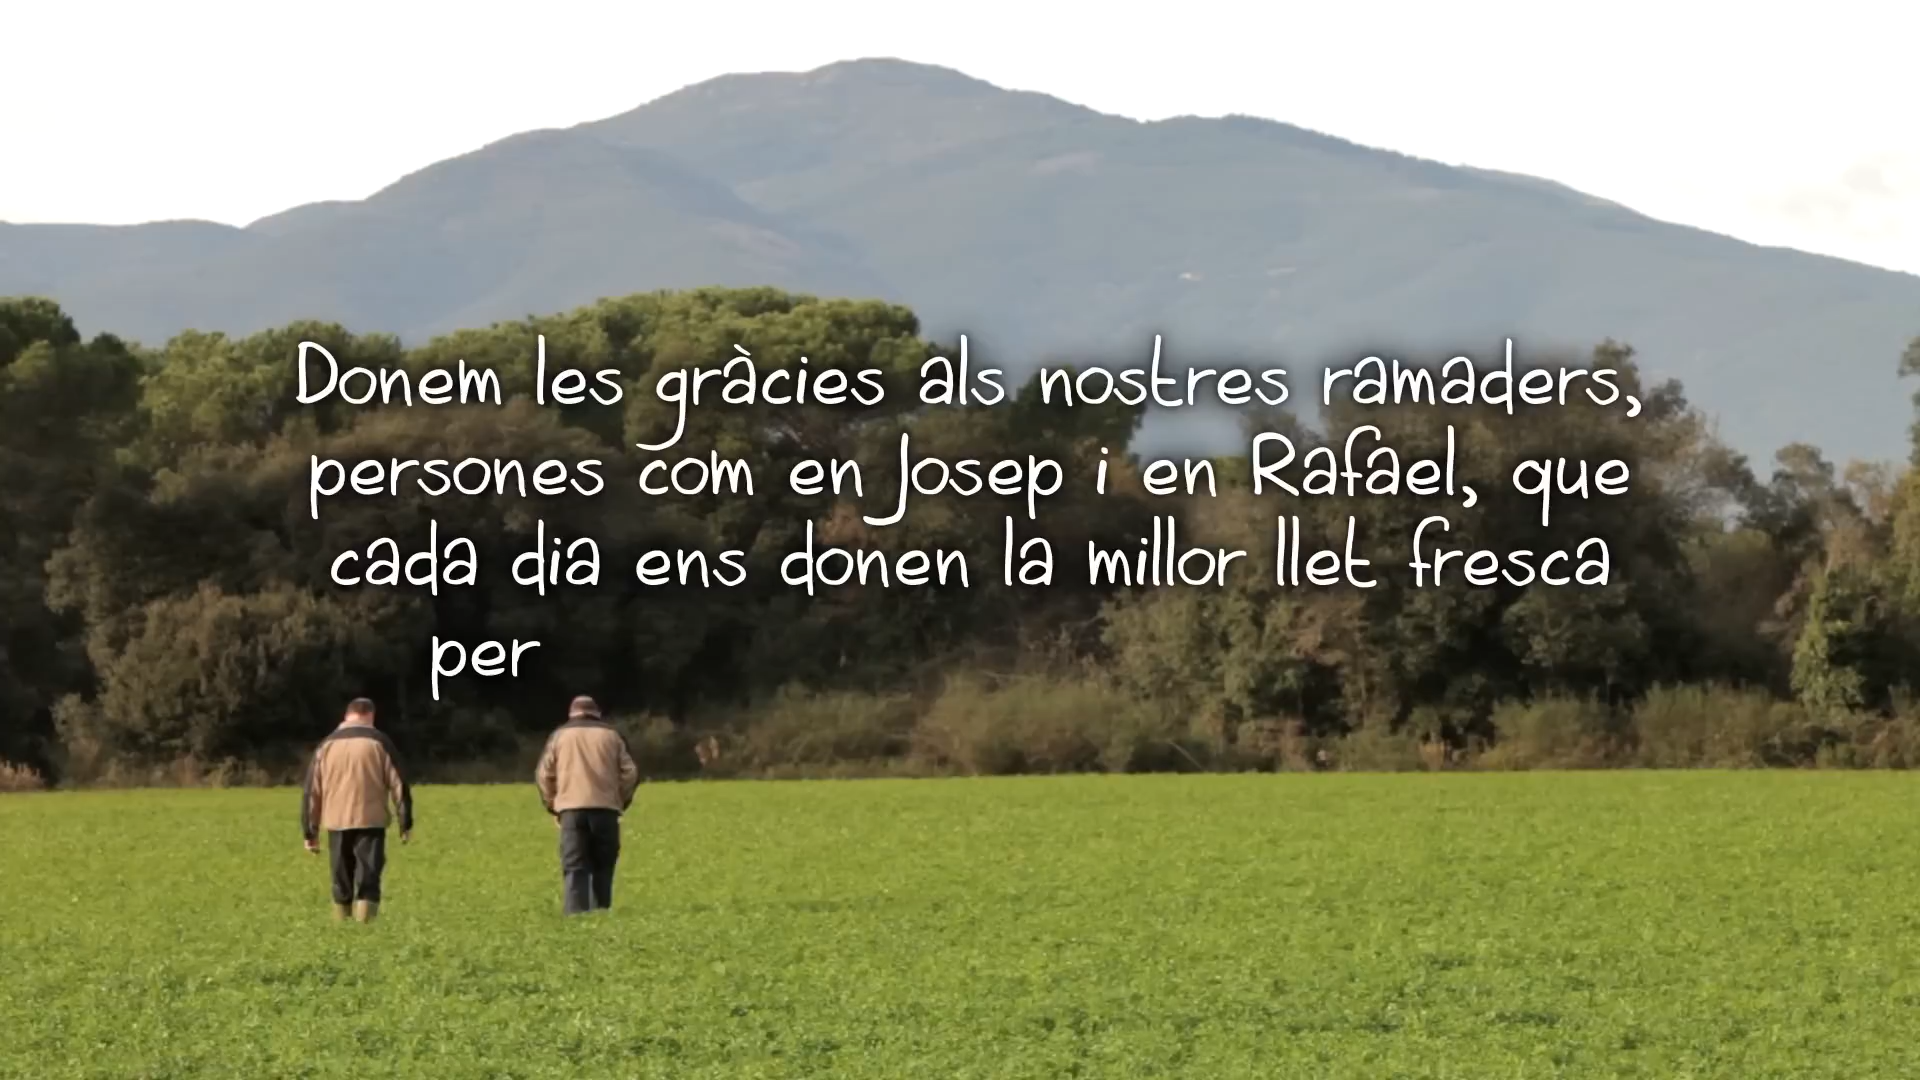 Donem les gràcies als nostres ramaders,
persones com en Josep i en Rafael, que
cada dia ens donen la millor llet fresca
per